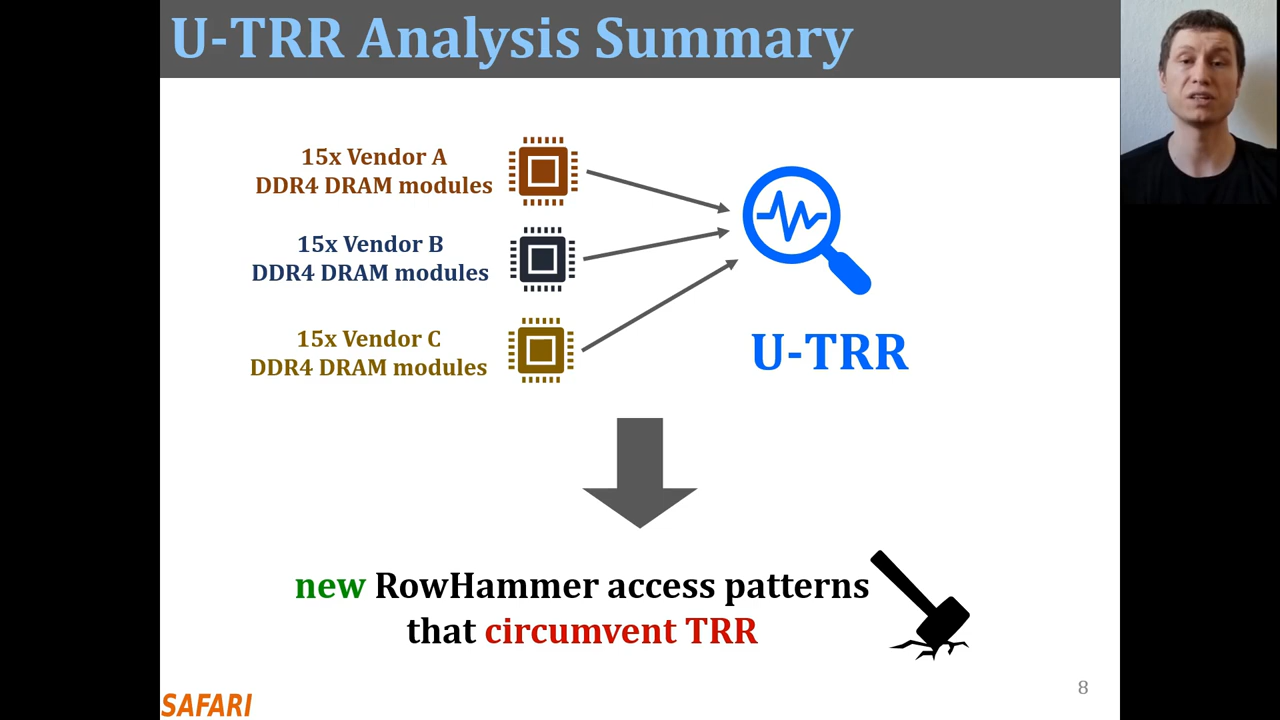 U-TRR Analysis Summary
15x Vendor A
DDR4 DRAM modules
15x Vendor B
DDR4 DRAM modules
15x Vendor C
DDR4 DRAM modules
U-TRR
new RowHammer access patterns
that circumvent TRR
SAFARI
8